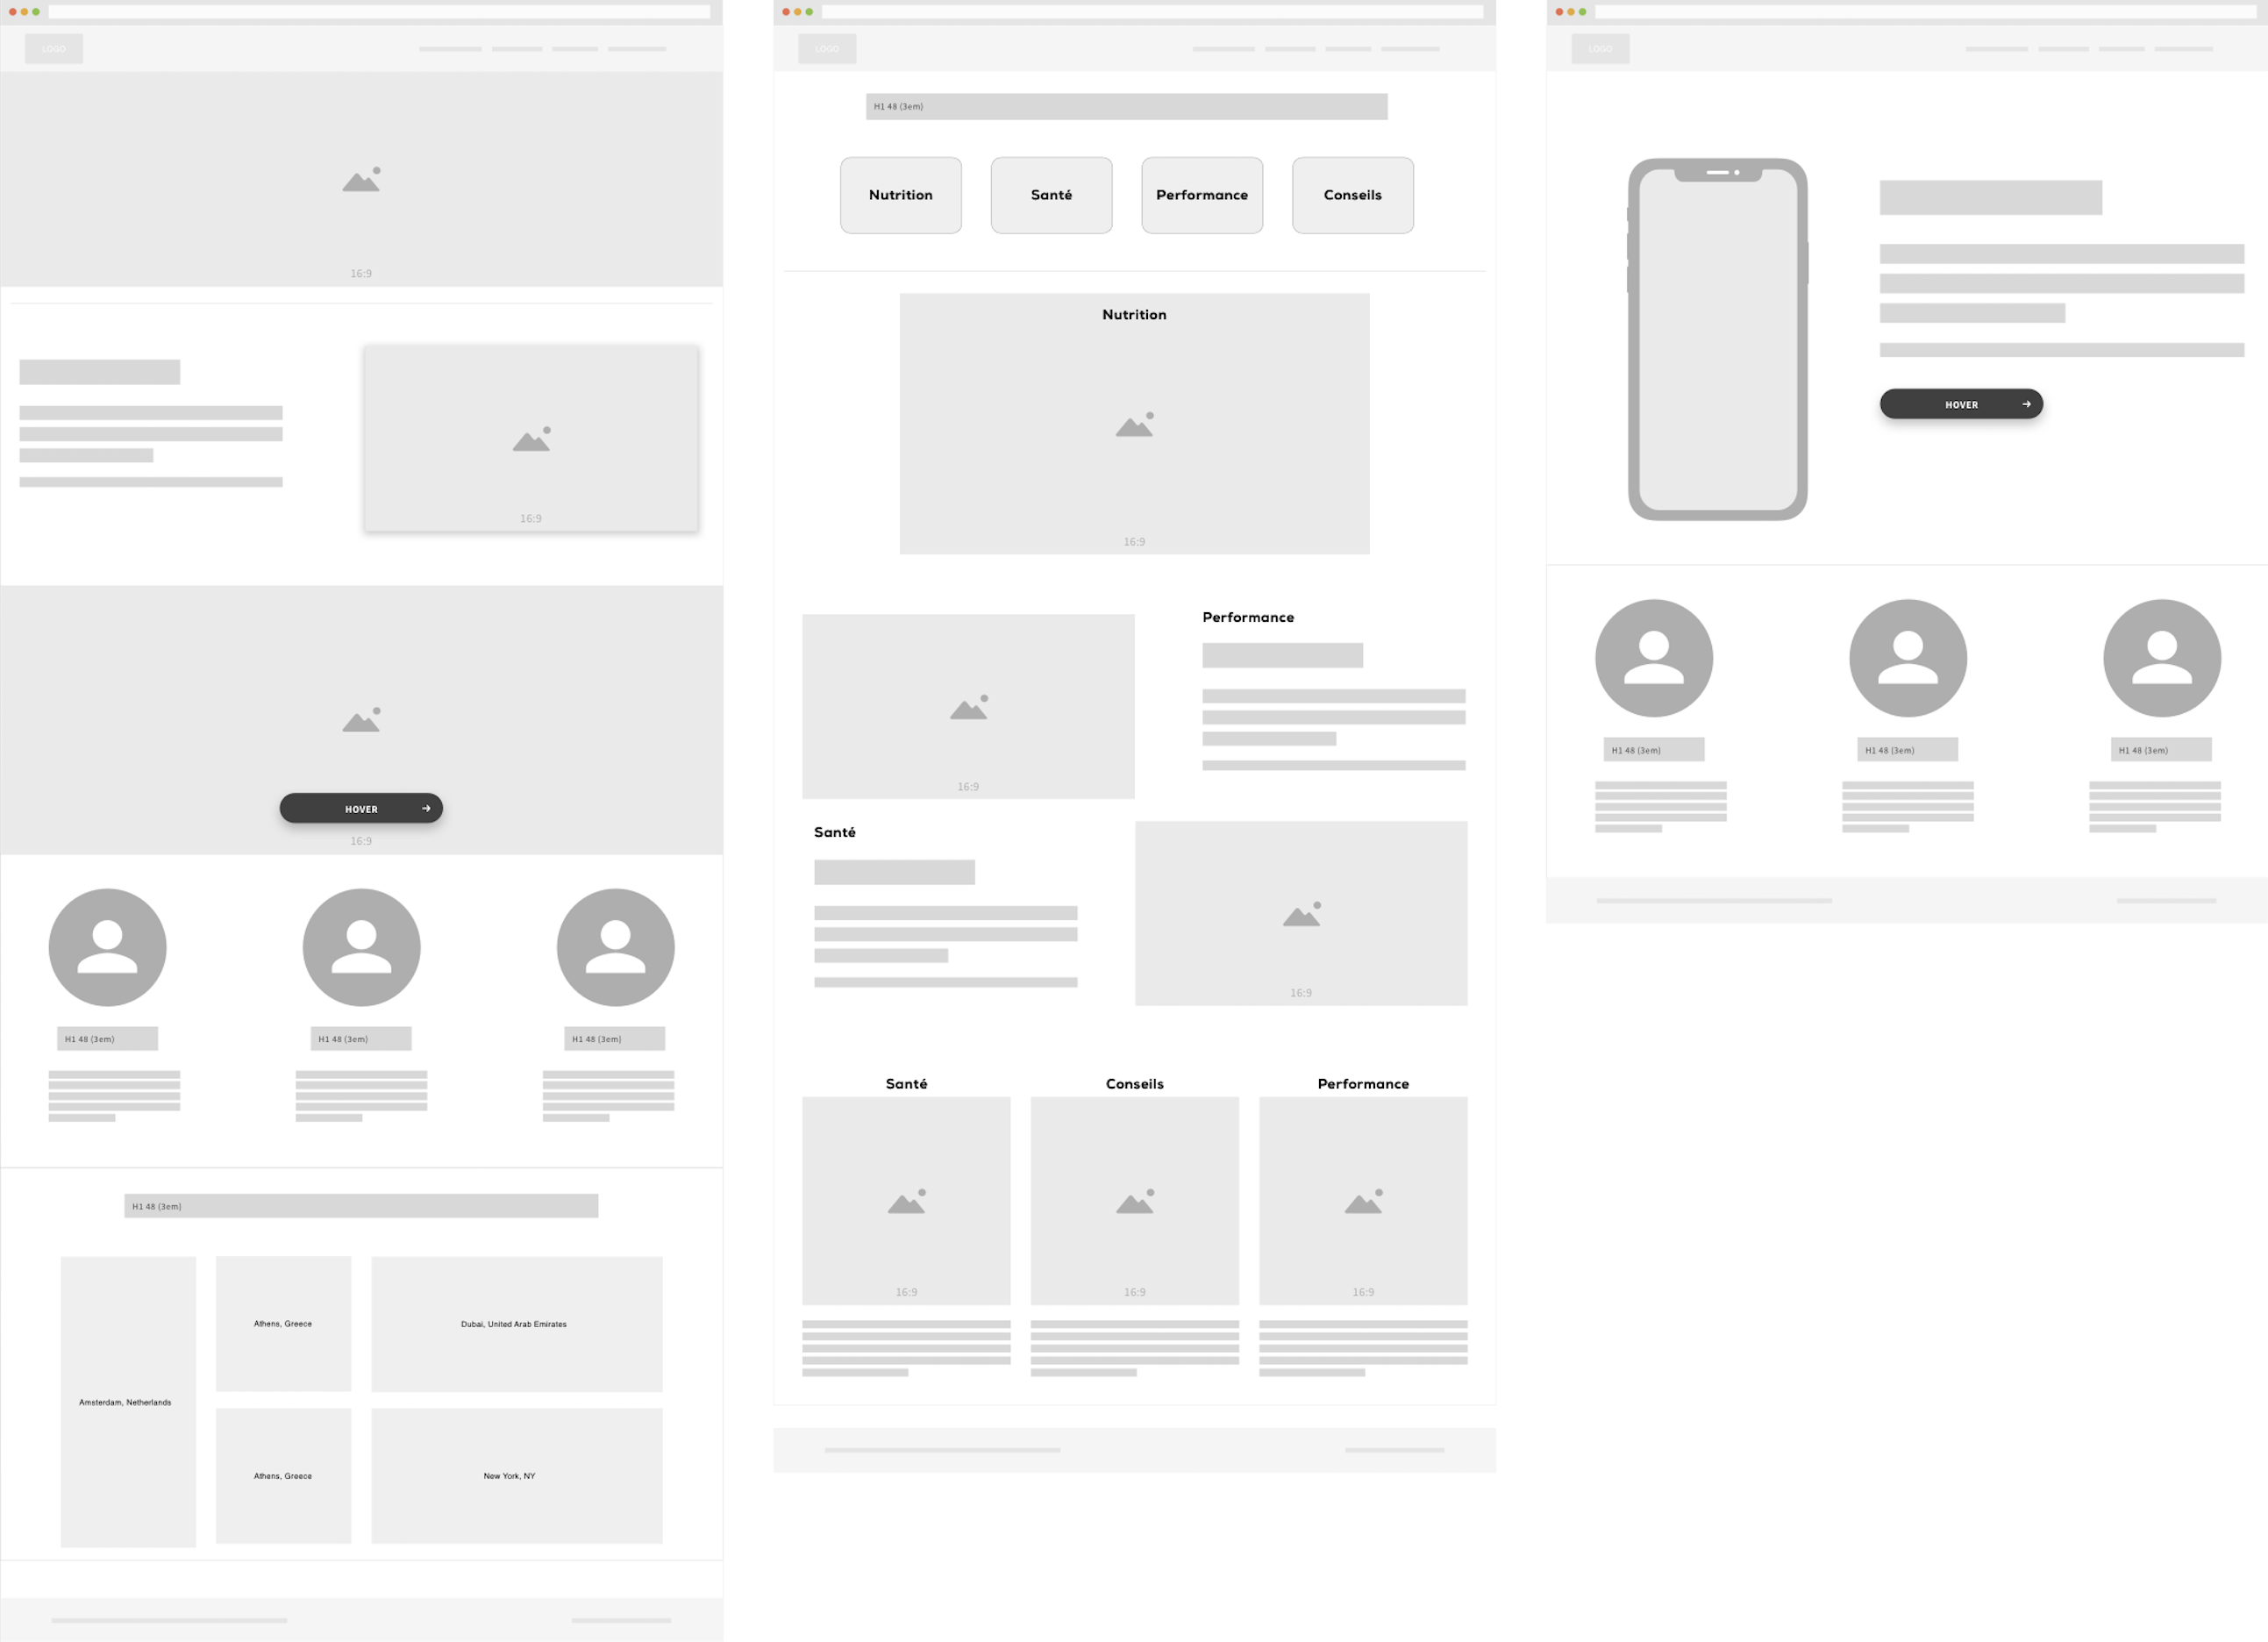 LOGO
16:9
16:9
HOVER
16:9
H1 48 (3em)
H1 48 (3em)
H1 48 (3em)
H1 48 (3em)
Amsterdam, Netherlands
Athens, Greece
Dubai, United Arab Emirates
Athens, Greece
New York, NY
LOGO
H1 48 (3em)
Nutrition
Santé
Performance
Conseils
Nutrition
16:9
16:9
Performance
Santé
16:9
Santé
Conseils
Performance
16:9
16:9
16:9
LOGO
HOVER
H1 48 (3em)
H1 48 (3em)
H1 48 (3em)